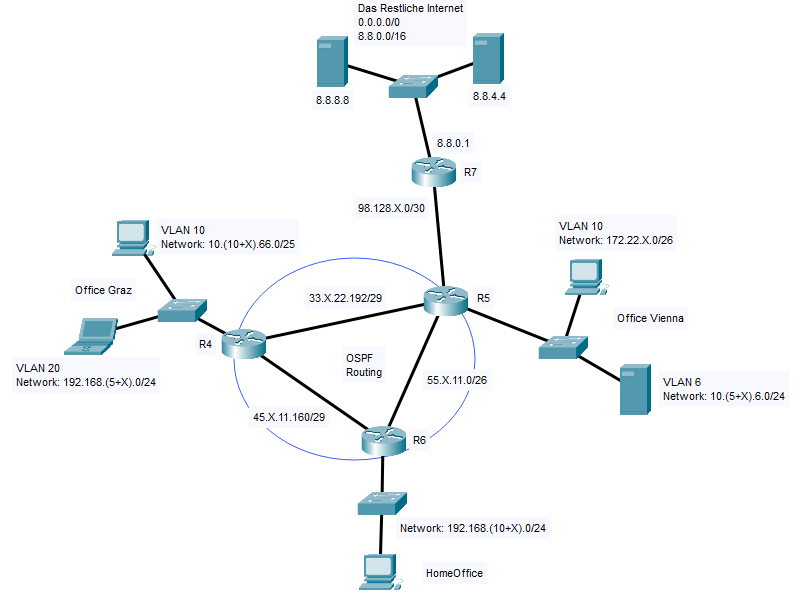 Das Restliche Internet
0.0.0.0/0
8.8.0.0/16
8.8.8.8
8.8.4.4
8.8.0.1
R7
98.128.X.0/30
VLAN 10
Network: 10.(10+X).66.0/25
VLAN 10
Network: 172.22.X.0/26
Office Graz
33.X.22.192/29
R5
Office Vienna
R4
OSPF
Routing
VLAN 20
Network: 192.168.(5+X).0/24
55.X.11.0/26
VLAN 6
Network: 10.(5+X).6.0/24
45.X.11.160/29
R6
Network: 192.168.(10+X).0/24
HomeOffice